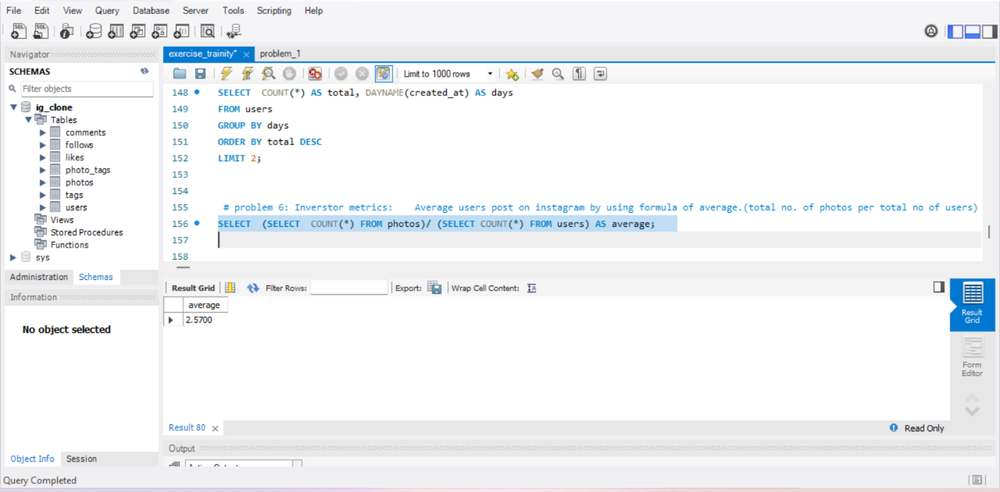 File Edit View Query Database Server Tools Scripting Help
SQL SQL
Navigator
SCHEMAS
Filter objects
ig_clone
Tables
comments
follows
likes
photo_tags
photos
tags
users
Views
Stored Procedures
Functions
sys
Administration Schemas
Information
No object selected
Object Info Session
exercise_trainity* × problem_1
Limit to 1000 rows
148 SELECT COUNT(*) AS total, DAYNAME(created_at) AS days
149 FROM users
150 GROUP BY days
151 ORDER BY total DESC
152 LIMIT 2;
153
154
155 # problem 6: Inverstor metrics: Average users post on instagram by using formula of average.(total no. of photos per total no of users)
156 SELECT (SELECT COUNT(*) FROM photos)/ (SELECT COUNT(*) FROM users) AS average;
157
158
Result Grid Filter Rows: Export: Wrap Cell Content:
average
2.5700
Result Grid
Form Editor
Result 80 × Read Only
Output
Query Completed